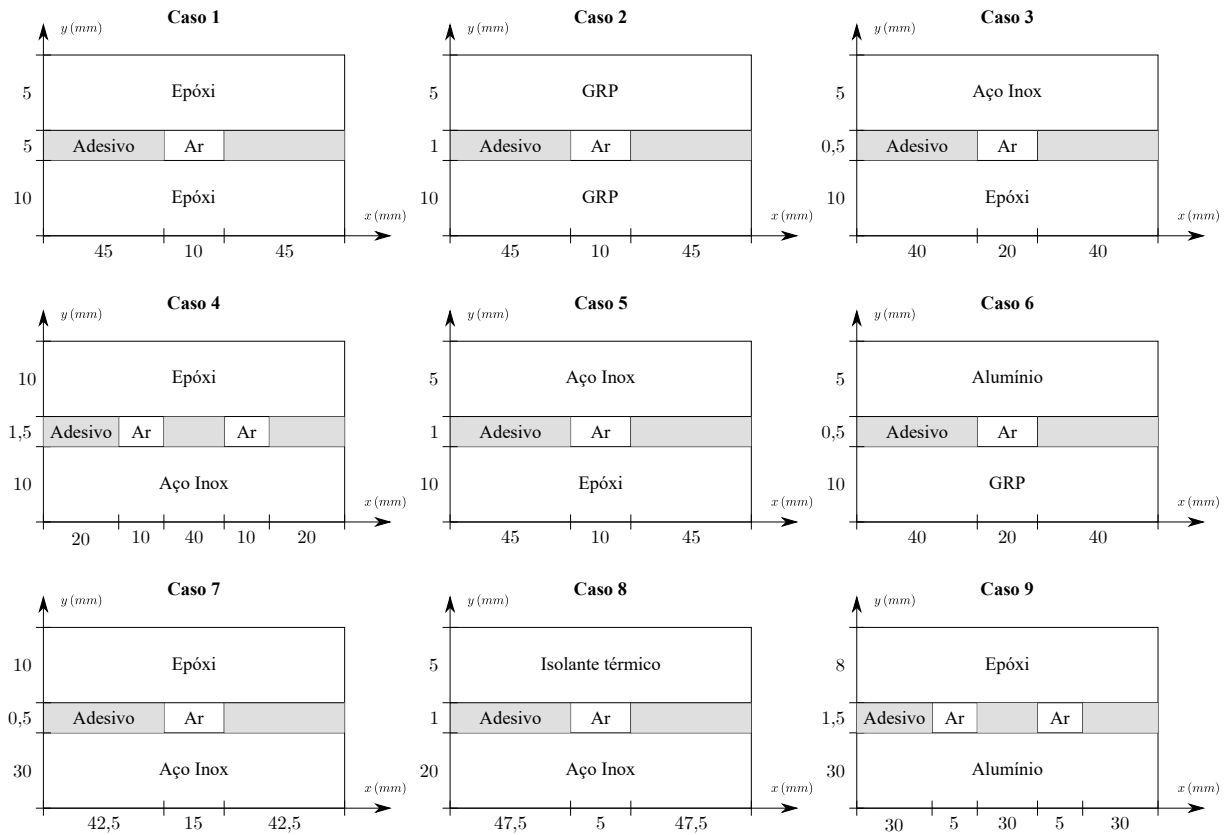 Caso 1
y (mm)
5
Epóxi
5
Adesivo
Ar
10
Epóxi
x (mm)
45
10
45
Caso 2
y (mm)
5
GRP
1
Adesivo
Ar
10
GRP
x (mm)
45
10
45
Caso 3
y (mm)
5
Aço Inox
0,5
Adesivo
Ar
10
Epóxi
x (mm)
40
20
40
Caso 4
y (mm)
10
Epóxi
1,5
Adesivo
Ar
Ar
10
Aço Inox
x (mm)
20
10
40
10
20
Caso 5
y (mm)
5
Aço Inox
1
Adesivo
Ar
10
Epóxi
x (mm)
45
10
45
Caso 6
y (mm)
5
Alumínio
0,5
Adesivo
Ar
10
GRP
x (mm)
40
20
40
Caso 7
y (mm)
10
Epóxi
0,5
Adesivo
Ar
30
Aço Inox
x (mm)
42,5
15
42,5
Caso 8
y (mm)
5
Isolante térmico
1
Adesivo
Ar
20
Aço Inox
x (mm)
47,5
5
47,5
Caso 9
y (mm)
8
Epóxi
1,5
Adesivo
Ar
Ar
30
Alumínio
x (mm)
30
5
30
5
30